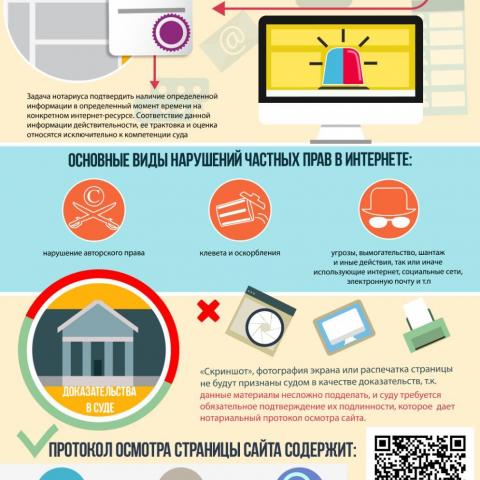 Задача нотариуса подтвердить наличие определенной
информации в определенный момент времени на
конкретном интернет-ресурсе. Соответствие данной
информации действительности, ее трактовка и оценка
относятся исключительно к компетенции суда
ОСНОВНЫЕ ВИДЫ НАРУШЕНИЙ ЧАСТНЫХ ПРАВ В ИНТЕРНЕТЕ:
нарушение авторского права
клевета и оскорбления
угрозы, вымогательство, шантаж
и иные действия, так или иначе
использующие интернет, социальные сети,
электронную почту и т.п
ДОКАЗАТЕЛЬСТВА
В СУДЕ
«Скриншот», фотография экрана или распечатка страницы
не будут признаны судом в качестве доказательств, т.к.
данные материалы несложно подделать, и суду требуется
обязательное подтверждение их подлинности, которое дает
нотариальный протокол осмотра сайта.
ПРОТОКОЛ ОСМОТРА СТРАНИЦЫ САЙТА СОДЕРЖИТ: